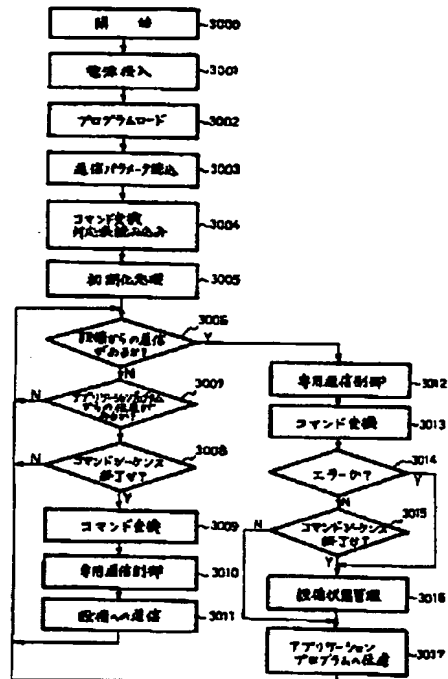 開始
3000
電源投入
3001
プログラムロード
3002
通信パラメータ読込
3003
コマンド変換
対応表読み込み
3004
初期化処理
3005
設備からの通信
があるか?
3006
Y
N
アプリケーションプログラム
からの伝達が
あるか?
3007
N
コマンドシーケンス
終了か?
3008
N
Y
コマンド変換
3009
専用通信制御
3010
設備への通信
3011
専用通信制御
3012
コマンド変換
3013
エラーか?
3014
Y
N
コマンドシーケンス
終了か?
3015
N
Y
設備状態管理
3016
アプリケーション
プログラムへの伝達
3017